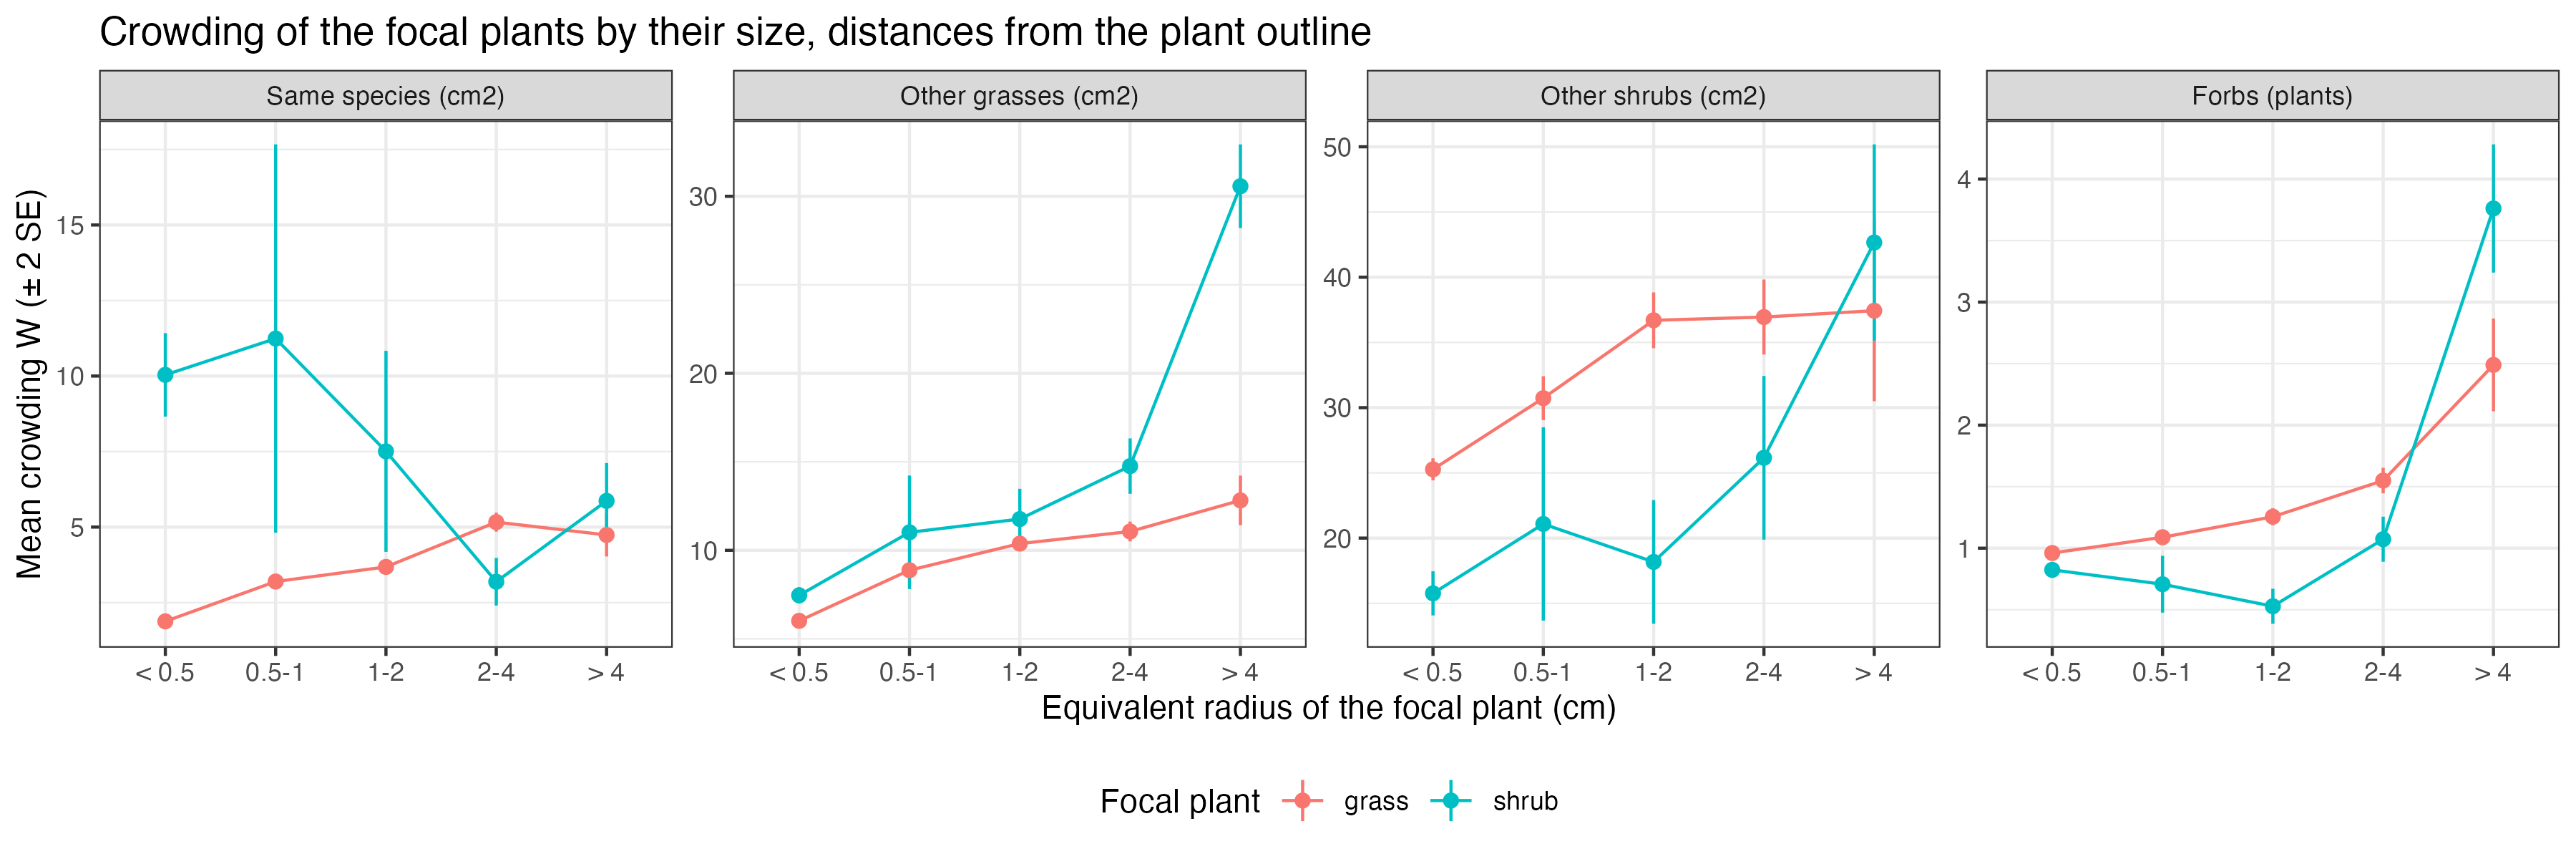 Crowding of the focal plants by their size, distances from the plant outline
Same species (cm2)
Other grasses (cm2)
Other shrubs (cm2)
Forbs (plants)
Mean crowding W (± 2 SE)
15
10
5
30
20
10
50
40
30
20
4
3
2
1
< 0.5 0.5-1 1-2 2-4 > 4
< 0.5 0.5-1 1-2 2-4 > 4
< 0.5 0.5-1 1-2 2-4 > 4
< 0.5 0.5-1 1-2 2-4 > 4
Equivalent radius of the focal plant (cm)
Focal plant grass shrub